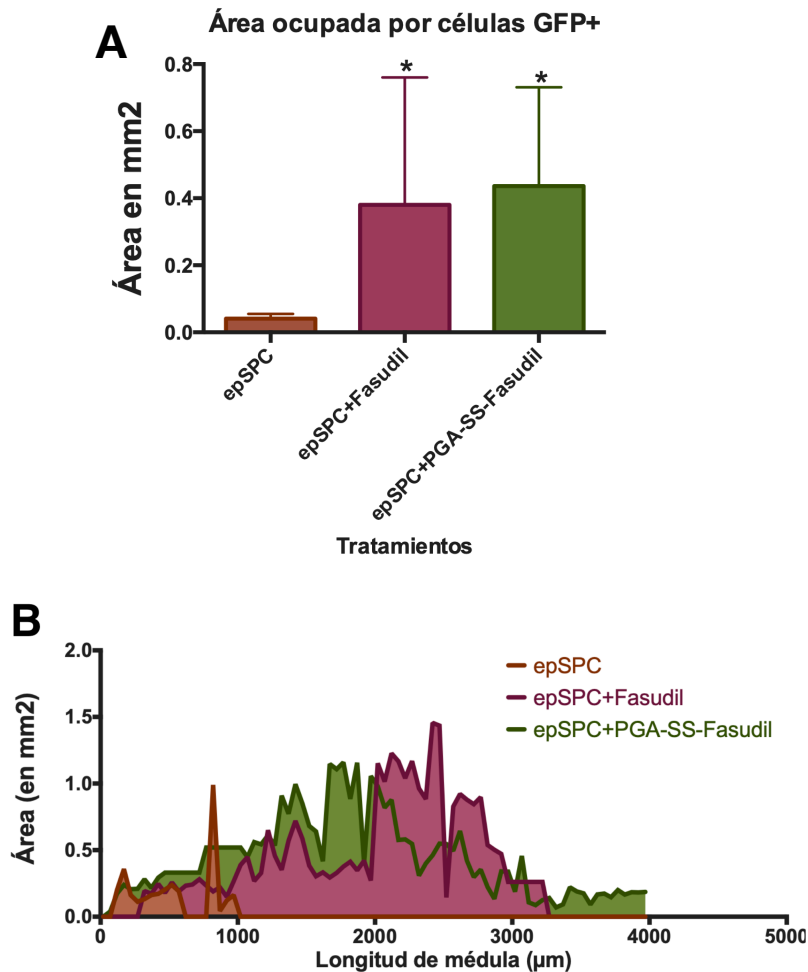 A
Área ocupada por células GFP+
Área en mm2
0.8
0.6
0.4
0.2
0.0
*
*
epSPC
epSPC+Fasudil
epSPC+PGA-SS-Fasudil
Tratamientos
B
Área (en mm2)
2.0
1.5
1.0
0.5
0.0
epSPC
epSPC+Fasudil
epSPC+PGA-SS-Fasudil
0
1000
2000
3000
4000
5000
Longitud de médula (µm)